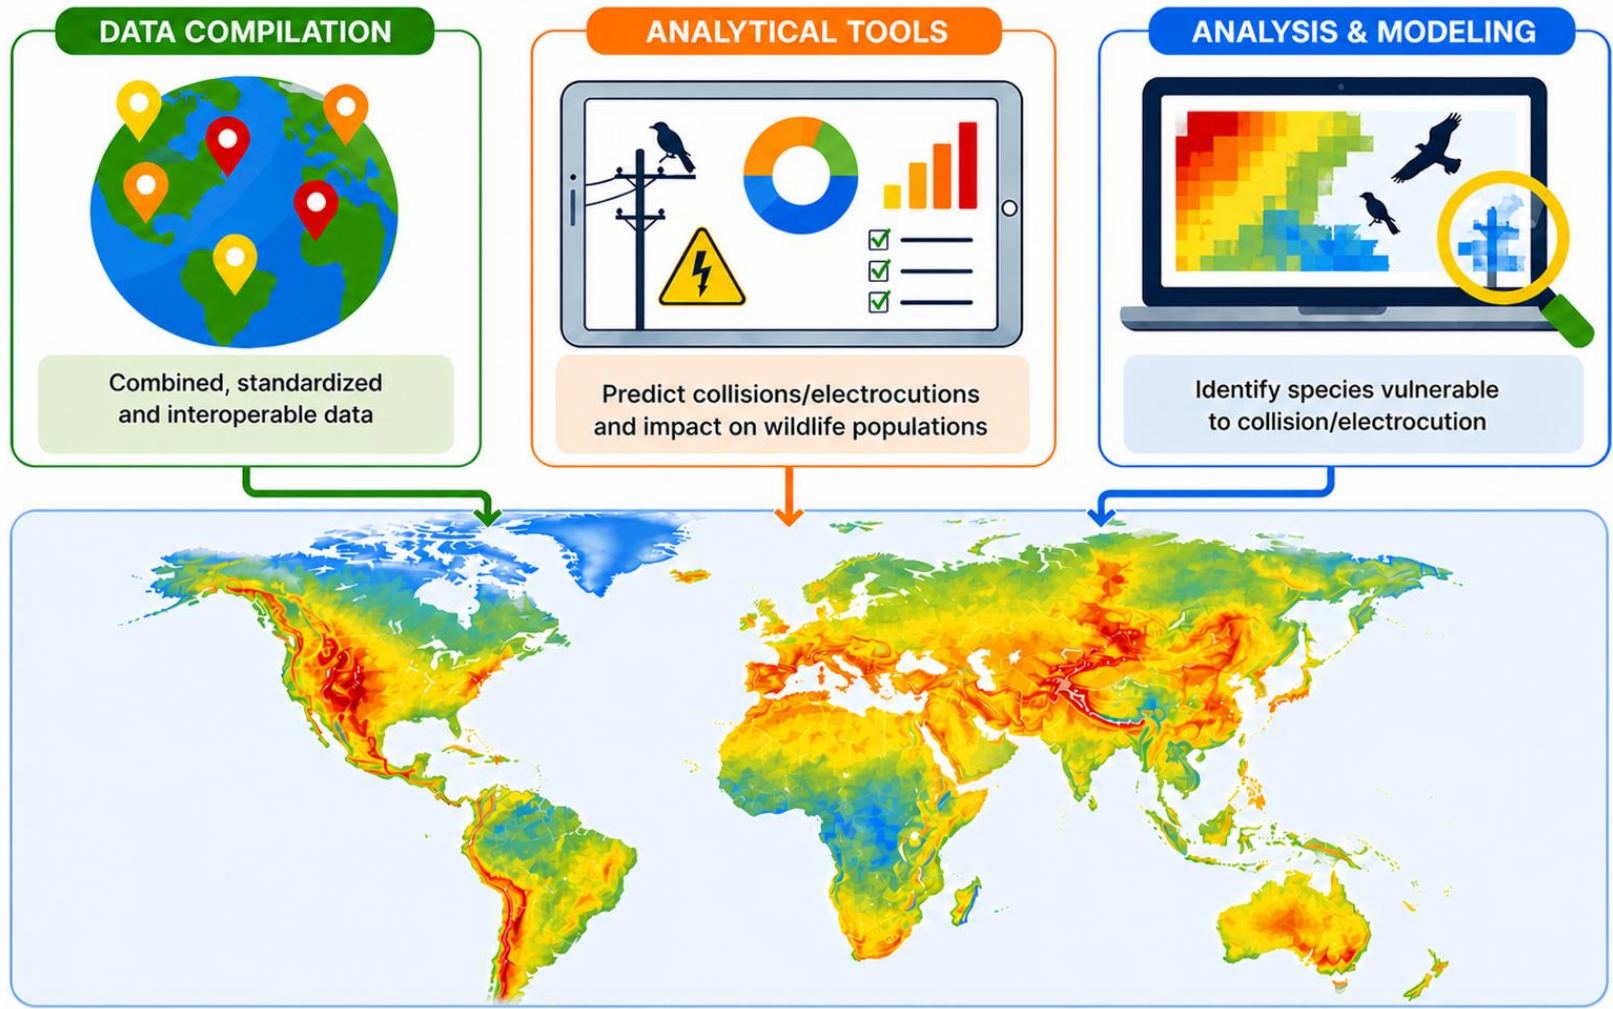 DATA COMPILATION
Combined, standardized
and interoperable data
ANALYTICAL TOOLS
Predict collisions/electrocutions
and impact on wildlife populations
ANALYSIS & MODELING
Identify species vulnerable
to collision/electrocution